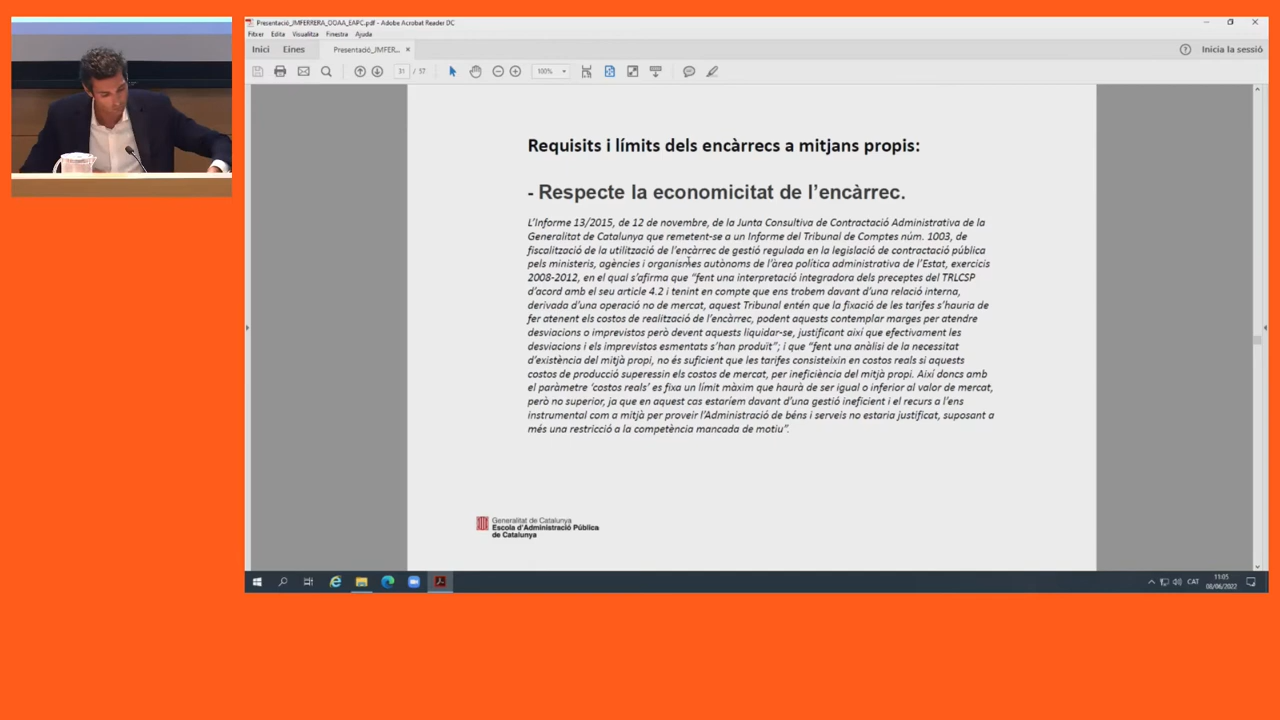 Presentació_JMFERRERA_OOAA_EAPC.pdf - Adobe Acrobat Reader DC
Fitxer Edita Visualitza Finestra Ajuda
Inici Eines Presentació_JMFER... × Inicia la sessió
31 / 57 100%
Requisits i límits dels encàrrecs a mitjans propis:
- Respecte la economicitat de l’encàrrec.
L’Informe 13/2015, de 12 de novembre, de la Junta Consultiva de Contractació Administrativa de la
Generalitat de Catalunya que remetent-se a un Informe del Tribunal de Comptes núm. 1003, de
fiscalització de la utilització de l’encàrrec de gestió regulada en la legislació de contractació pública
pels ministeris, agències i organismes autònoms de l’àrea política administrativa de l’Estat, exercicis
2008-2012, en el qual s’afirma que “fent una interpretació integradora dels preceptes del TRLCSP
d’acord amb el seu article 4.2 i tenint en compte que ens trobem davant d’una relació interna,
derivada d’una operació no de mercat, aquest Tribunal entén que la fixació de les tarifes s’hauria de
fer atenent els costos de realització de l’encàrrec, podent aquests contemplar marges per atendre
desviacions o imprevistos però devent aquests liquidar-se, justificant així que efectivament les
desviacions i els imprevistos esmentats s’han produït”; i que “fent una anàlisi de la necessitat
d’existència del mitjà propi, no és suficient que les tarifes consisteixin en costos reals si aquests
costos de producció superessin els costos de mercat, per ineficiència del mitjà propi. Així doncs amb
el paràmetre ‘costos reals’ es fixa un límit màxim que haurà de ser igual o inferior al valor de mercat,
però no superior, ja que en aquest cas estaríem davant d’una gestió ineficient i el recurs a l’ens
instrumental com a mitjà per proveir l’Administració de béns i serveis no estaria justificat, suposant a
més una restricció a la competència mancada de motiu”.
Generalitat de Catalunya
Escola d’Administració Pública
de Catalunya
CAT
11:05
08/06/2022